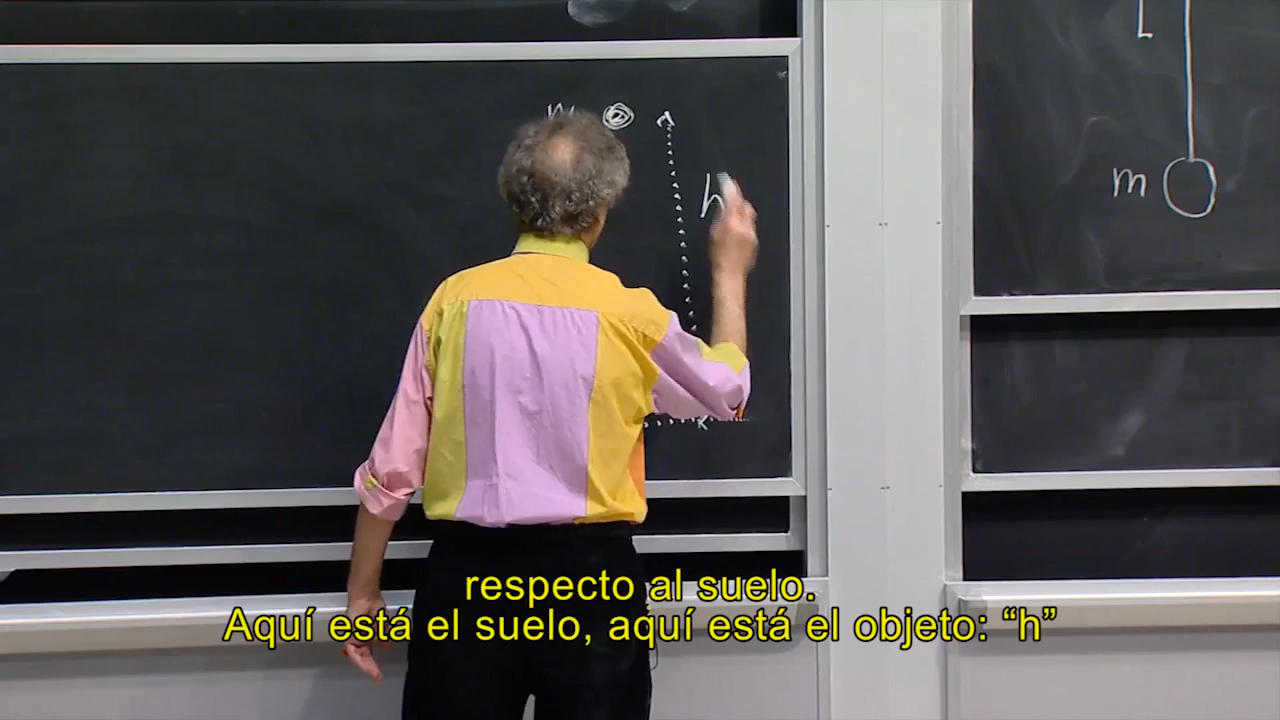 m
h
L
m
respecto al suelo.
Aquí está el suelo, aquí está el objeto: “h”